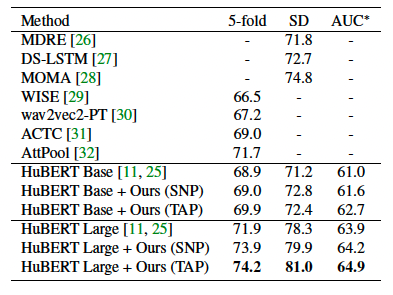 Method 5-fold SD AUC*
MDRE [26] - 71.8 -
DS-LSTM [27] - 72.7 -
MOMA [28] - 74.8 -
WISE [29] 66.5 - -
wav2vec2-PT [30] 67.2 - -
ACTC [31] 69.0 - -
AttPool [32] 71.7 - -
HuBERT Base [11, 25] 68.9 71.2 61.0
HuBERT Base + Ours (SNP) 69.0 72.8 61.6
HuBERT Base + Ours (TAP) 69.9 72.4 62.7
HuBERT Large [11, 25] 71.9 78.3 63.9
HuBERT Large + Ours (SNP) 73.9 79.9 64.2
HuBERT Large + Ours (TAP) 74.2 81.0 64.9